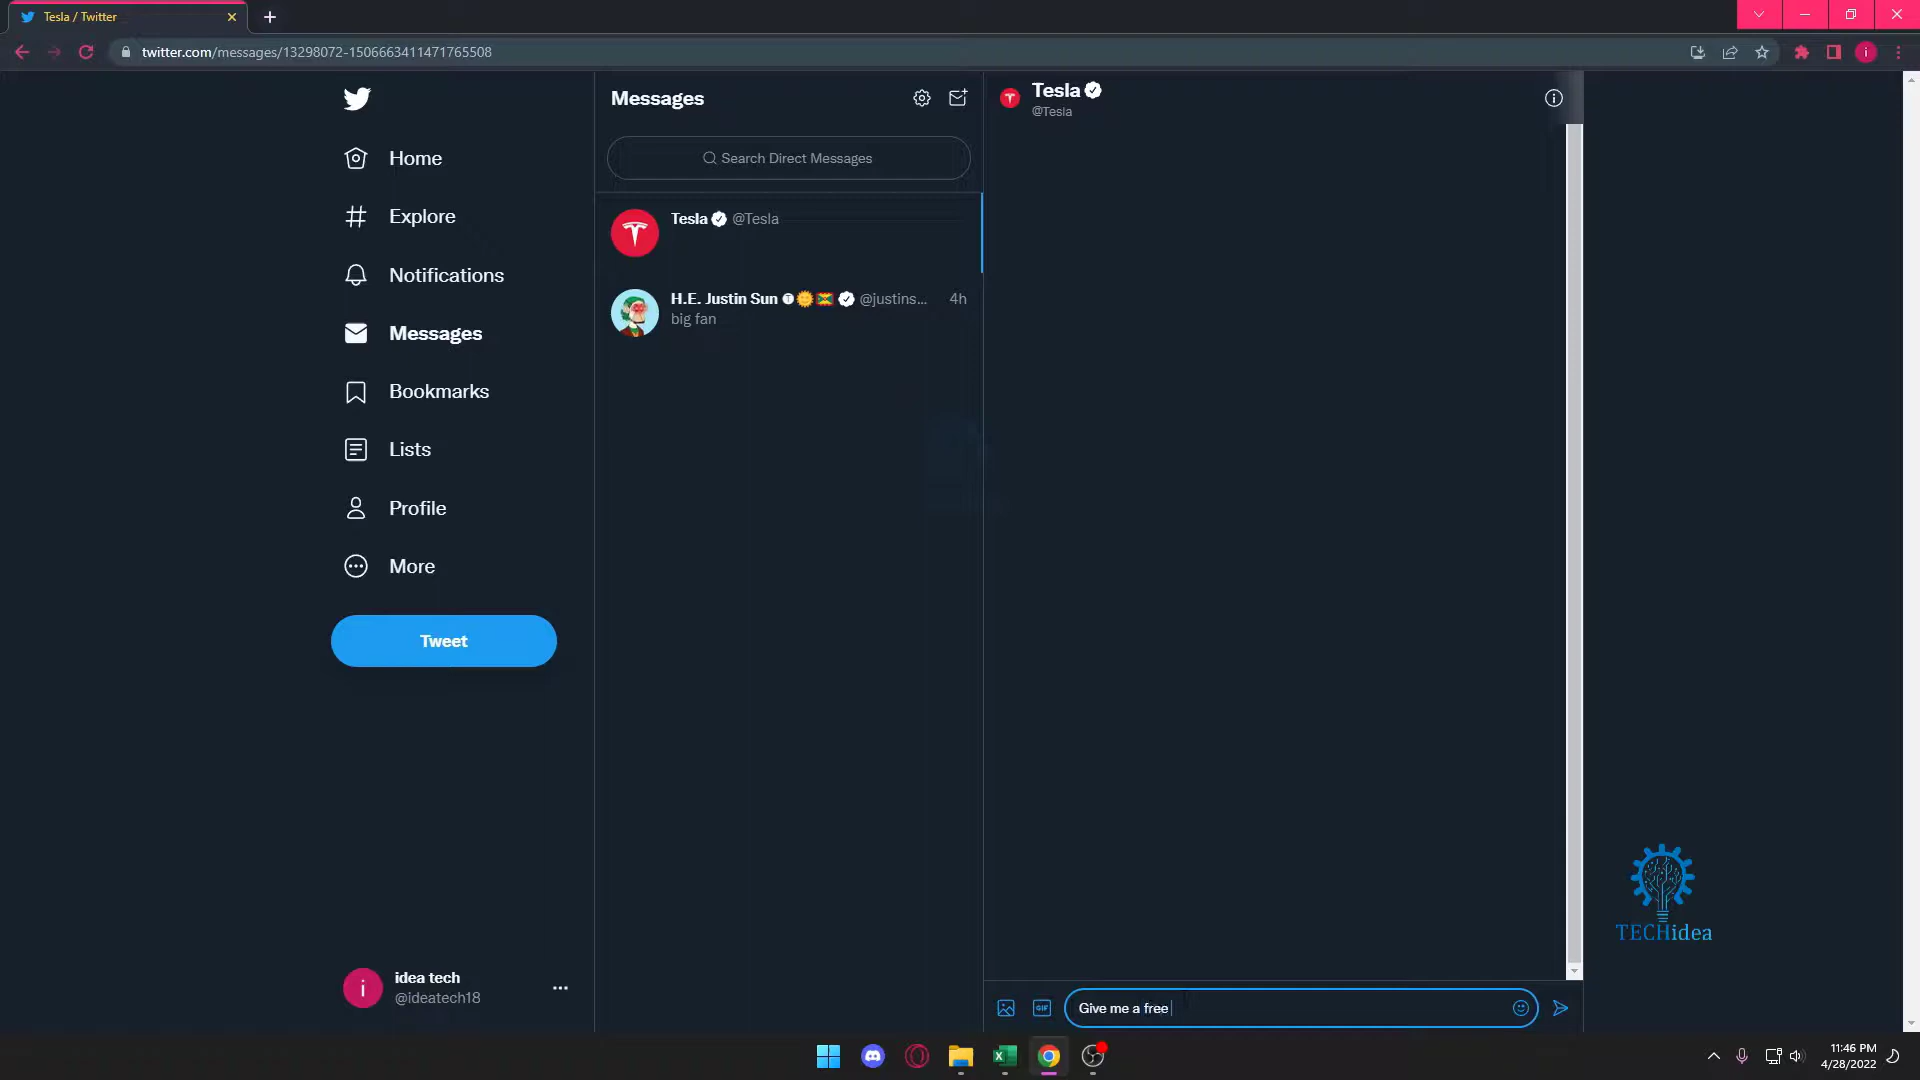 Tesla / Twitter
twitter.com/messages/13298072-1506663411471765508
i
Home
Explore
Notifications
Messages
Bookmarks
Lists
Profile
More
Tweet
i
idea tech
@ideatech18
Messages
Search Direct Messages
Tesla @Tesla
H.E. Justin Sun @justins... 4h
big fan
Tesla
@Tesla
GIF
Give me a free
TECHidea
11:46 PM
4/28/2022